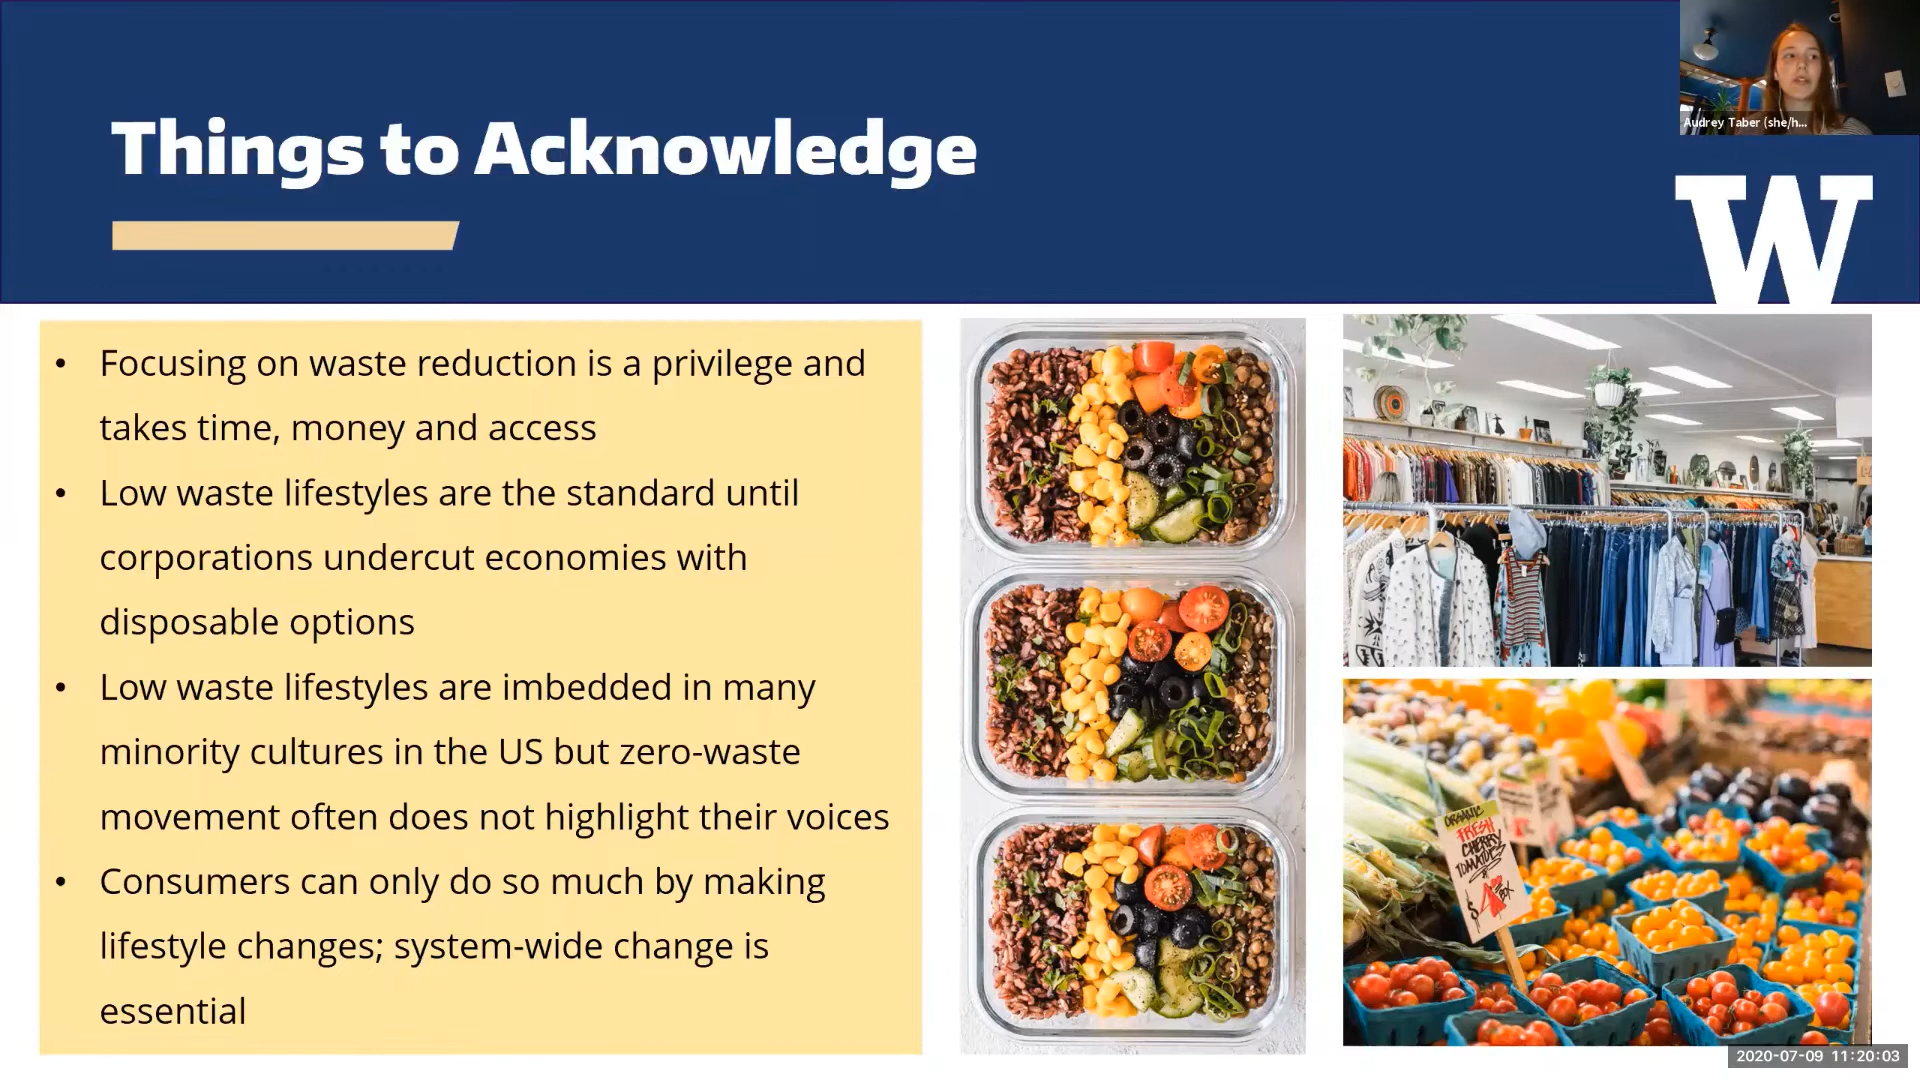 Things to Acknowledge
Audrey Taber (she/h...
W
• Focusing on waste reduction is a privilege and
takes time, money and access
• Low waste lifestyles are the standard until
corporations undercut economies with
disposable options
• Low waste lifestyles are imbedded in many
minority cultures in the US but zero-waste
movement often does not highlight their voices
• Consumers can only do so much by making
lifestyle changes; system-wide change is
essential
ORGANIC
FRESH
CHERRY
TOMATOES
$4 BOX
2020-07-09 11:20:03